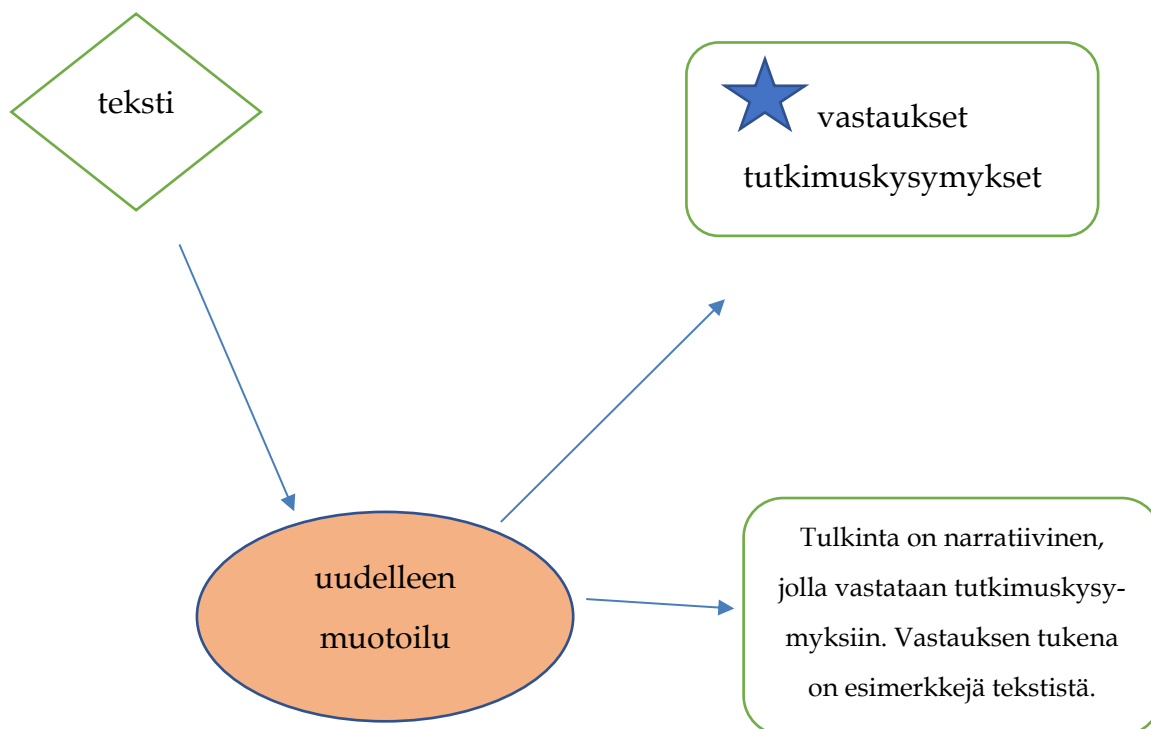 teksti
vastaukset
tutkimuskysymykset
uudelleen
muotoilu
Tulkinta on narratiivinen,
jolla vastataan tutkimuskysy-
myksiin. Vastauksen tukena
on esimerkkejä tekstistä.